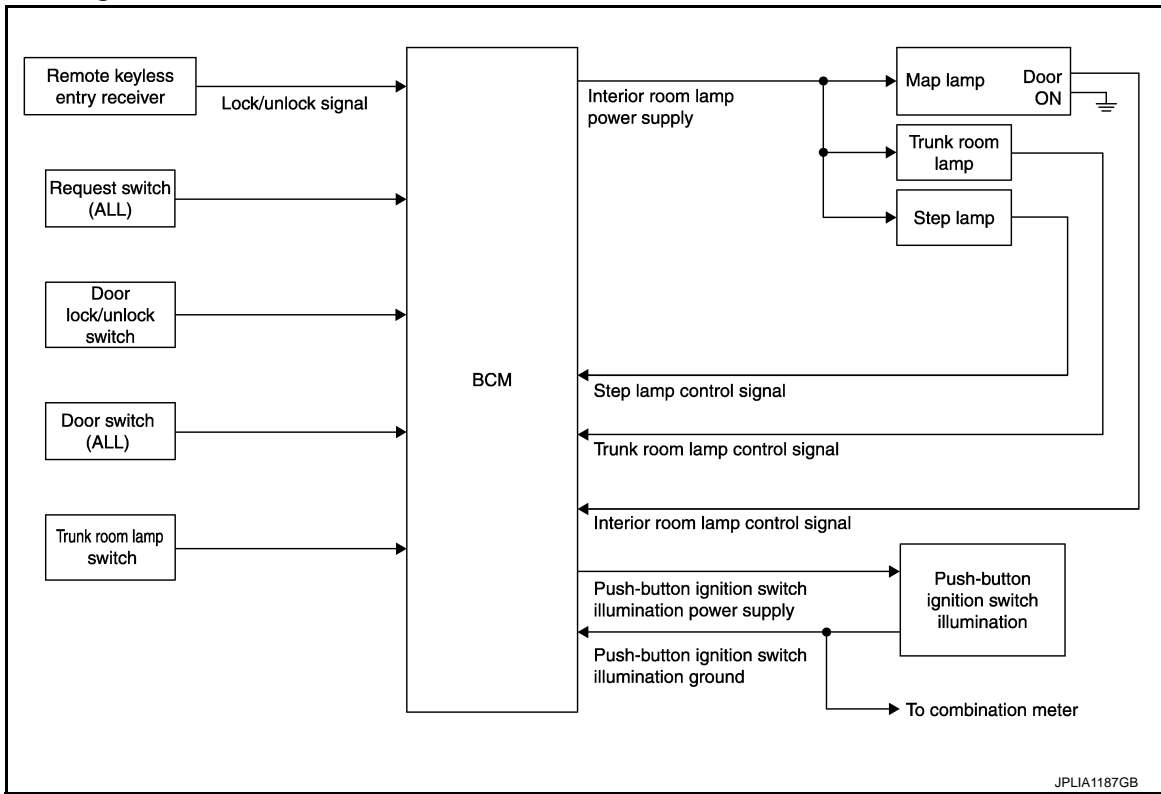 Remote keyless
entry receiver
Lock/unlock signal
Request switch
(ALL)
Door
lock/unlock
switch
Door switch
(ALL)
Trunk room lamp
switch
BCM
Interior room lamp
power supply
Map lamp
Door
ON
Trunk room
lamp
Step lamp
Step lamp control signal
Trunk room lamp control signal
Interior room lamp control signal
Push-button ignition switch
illumination power supply
Push-button ignition switch
illumination ground
Push-button
ignition switch
illumination
To combination meter
JPLIA1187GB